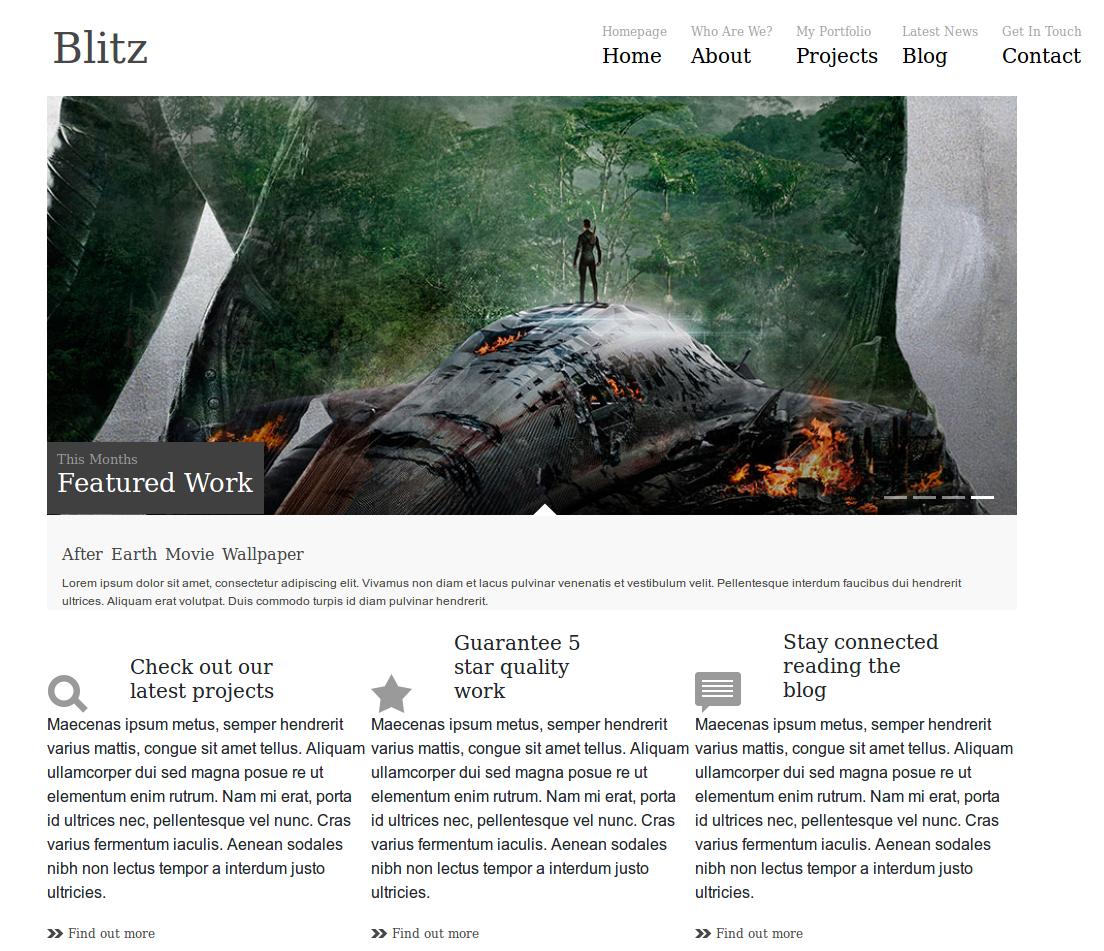 Blitz
Homepage
Home
Who Are We?
About
My Portfolio
Projects
Latest News
Blog
Get In Touch
Contact
This Months
Featured Work
After Earth Movie Wallpaper
Lorem ipsum dolor sit amet, consectetur adipiscing elit. Vivamus non diam et lacus pulvinar venenatis et vestibulum velit. Pellentesque interdum faucibus dui hendrerit
ultrices. Aliquam erat volutpat. Duis commodo turpis id diam pulvinar hendrerit.
Check out our
latest projects
Maecenas ipsum metus, semper hendrerit
varius mattis, congue sit amet tellus. Aliquam
ullamcorper dui sed magna posue re ut
elementum enim rutrum. Nam mi erat, porta
id ultrices nec, pellentesque vel nunc. Cras
varius fermentum iaculis. Aenean sodales
nibh non lectus tempor a interdum justo
ultricies.
Find out more
Guarantee 5
star quality
work
Maecenas ipsum metus, semper hendrerit
varius mattis, congue sit amet tellus. Aliquam
ullamcorper dui sed magna posue re ut
elementum enim rutrum. Nam mi erat, porta
id ultrices nec, pellentesque vel nunc. Cras
varius fermentum iaculis. Aenean sodales
nibh non lectus tempor a interdum justo
ultricies.
Find out more
Stay connected
reading the
blog
Maecenas ipsum metus, semper hendrerit
varius mattis, congue sit amet tellus. Aliquam
ullamcorper dui sed magna posue re ut
elementum enim rutrum. Nam mi erat, porta
id ultrices nec, pellentesque vel nunc. Cras
varius fermentum iaculis. Aenean sodales
nibh non lectus tempor a interdum justo
ultricies.
Find out more